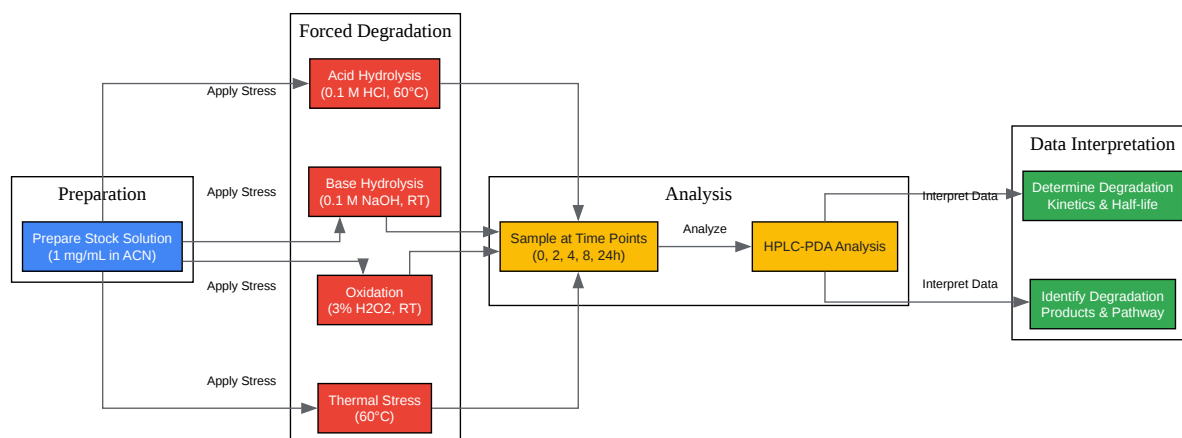 Preparation
Prepare Stock Solution
(1 mg/mL in ACN)
Apply Stress
Apply Stress
Apply Stress
Apply Stress
Forced Degradation
Acid Hydrolysis
(0.1 M HCl, 60°C)
Base Hydrolysis
(0.1 M NaOH, RT)
Oxidation
(3% H2O2, RT)
Thermal Stress
(60°C)
Analysis
Sample at Time Points
(0, 2, 4, 8, 24h)
Analyze
HPLC-PDA Analysis
Interpret Data
Interpret Data
Data Interpretation
Determine Degradation
Kinetics & Half-life
Identify Degradation
Products & Pathway